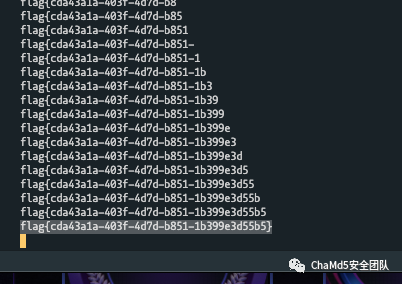 flag{cda43a1a-403f-4d7d-b8
flag{cda43a1a-403f-4d7d-b85
flag{cda43a1a-403f-4d7d-b851
flag{cda43a1a-403f-4d7d-b851-
flag{cda43a1a-403f-4d7d-b851-1
flag{cda43a1a-403f-4d7d-b851-1b
flag{cda43a1a-403f-4d7d-b851-1b3
flag{cda43a1a-403f-4d7d-b851-1b39
flag{cda43a1a-403f-4d7d-b851-1b399
flag{cda43a1a-403f-4d7d-b851-1b399e
flag{cda43a1a-403f-4d7d-b851-1b399e3
flag{cda43a1a-403f-4d7d-b851-1b399e3d
flag{cda43a1a-403f-4d7d-b851-1b399e3d5
flag{cda43a1a-403f-4d7d-b851-1b399e3d55
flag{cda43a1a-403f-4d7d-b851-1b399e3d55b
flag{cda43a1a-403f-4d7d-b851-1b399e3d55b5
flag{cda43a1a-403f-4d7d-b851-1b399e3d55b5}
ChaMd5安全团队